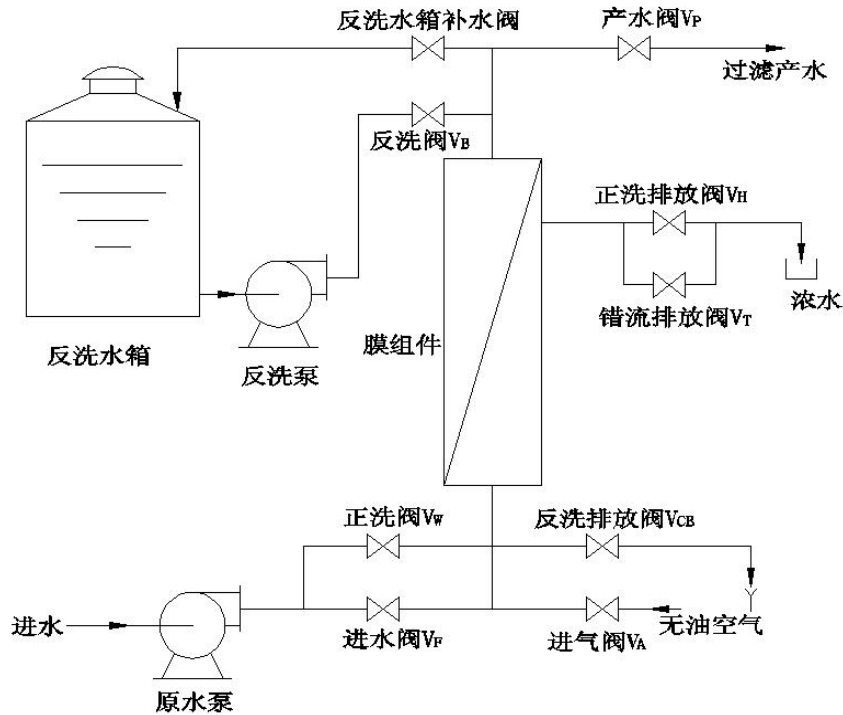 反洗水箱补水阀
产水阀VP
过滤产水
反洗阀VB
正洗排放阀VH
浓水
错流排放阀VT
膜组件
反洗水箱
反洗泵
正洗阀VW
反洗排放阀VCB
进水
进水阀VF
进气阀VA
无油空气
原水泵